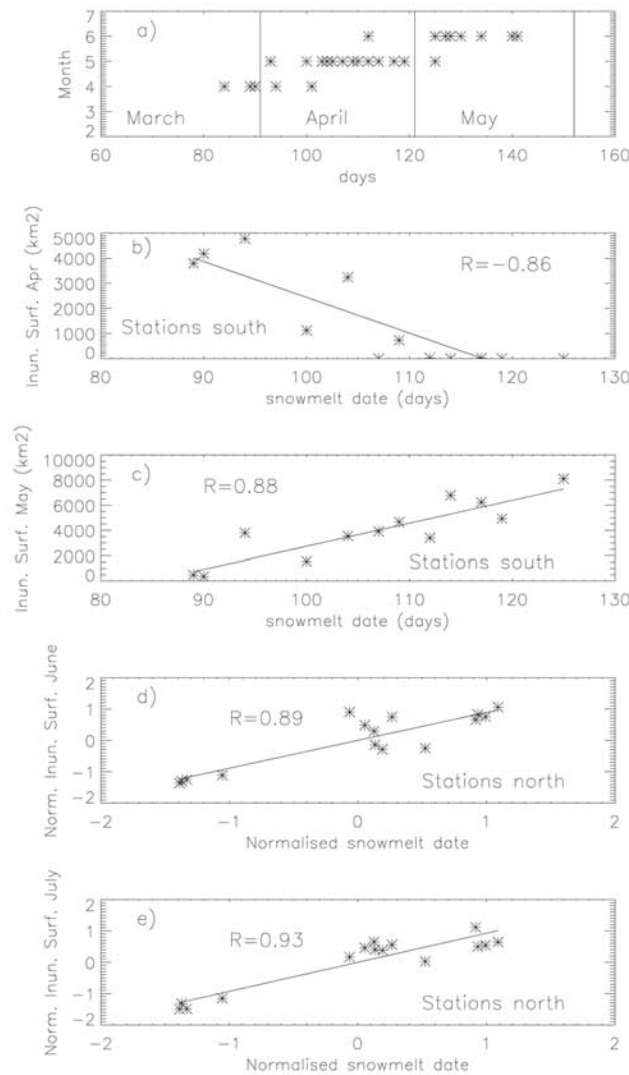 a)
Month
7
6
5
4
3
2
March
April
May
60 80 100 120 140 160
days
b)
Inun. Surf. Apr (km2)
5000
4000
3000
2000
1000
0
R=−0.86
Stations south
80 90 100 110 120 130
snowmelt date (days)
c)
Inun. Surf. May (km2)
10000
8000
6000
4000
2000
0
R=0.88
Stations south
80 90 100 110 120 130
snowmelt date (days)
d)
Norm. Inun. Surf. June
2
1
0
−1
−2
R=0.89
Stations north
−2 −1 0 1 2
Normalised snowmelt date
e)
Norm. Inun. Surf. July
2
1
0
−1
−2
R=0.93
Stations north
−2 −1 0 1 2
Normalised snowmelt date